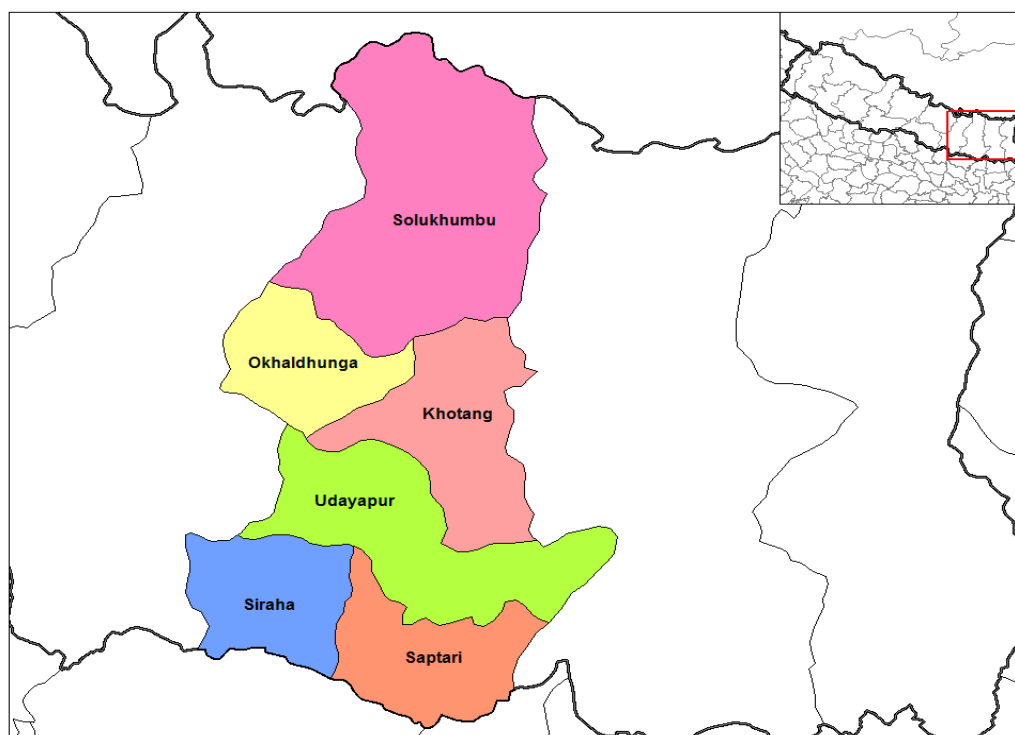 Solukhumbu
Okhaldhunga
Khotang
Udayapur
Siraha
Saptari